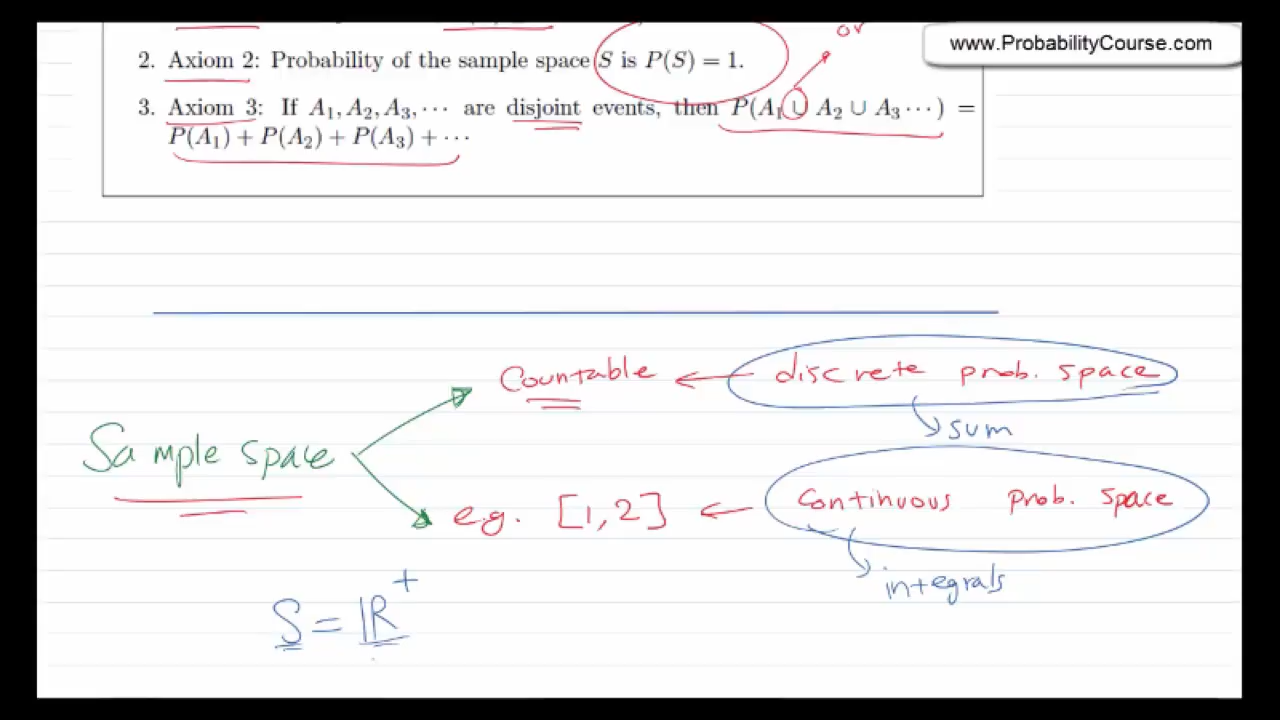 or
www.ProbabilityCourse.com
2. Axiom 2: Probability of the sample space S is P(S) = 1.
3. Axiom 3: If A₁, A₂, A₃, ⋯ are disjoint events, then P(A₁ ∪ A₂ ∪ A₃ ⋯) =
P(A₁) + P(A₂) + P(A₃) + ⋯
Countable ← discrete prob. space
sum
Sample space
e.g. [1,2] ← Continuous prob. space
integrals
S = ℝ⁺